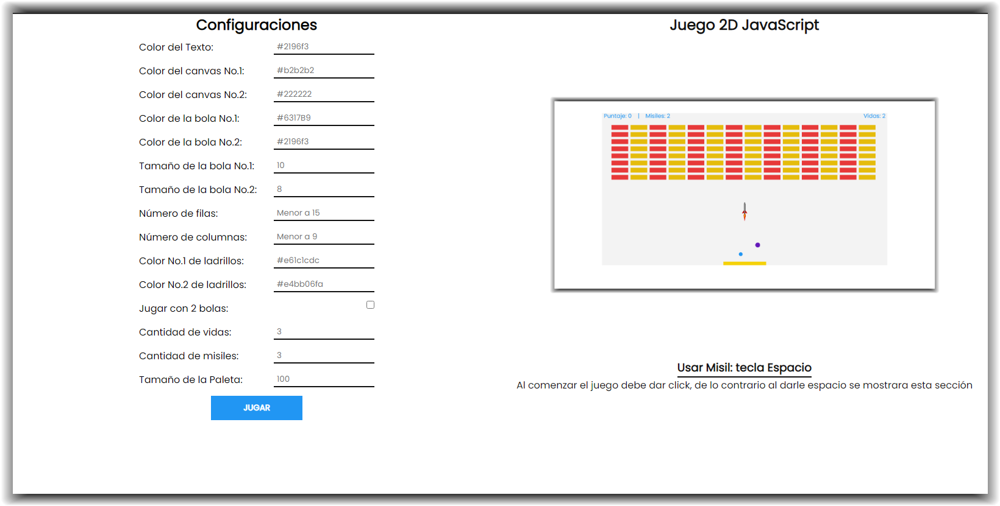 Configuraciones
Color del Texto: #2196f3
Color del canvas No.1: #b2b2b2
Color del canvas No.2: #222222
Color de la bola No.1: #6317B9
Color de la bola No.2: #2196f3
Tamaño de la bola No.1: 10
Tamaño de la bola No.2: 8
Número de filas: Menor a 15
Número de columnas: Menor a 9
Color No.1 de ladrillos: #e61c1cdc
Color No.2 de ladrillos: #e4bb06fa
Jugar con 2 bolas:
Cantidad de vidas: 3
Cantidad de misiles: 3
Tamaño de la Paleta: 100
JUGAR
Juego 2D JavaScript
Puntaje: 0 | Misiles: 2 Vidas: 2
Usar Misil: tecla Espacio
Al comenzar el juego debe dar click, de lo contrario al darle espacio se mostrara esta sección